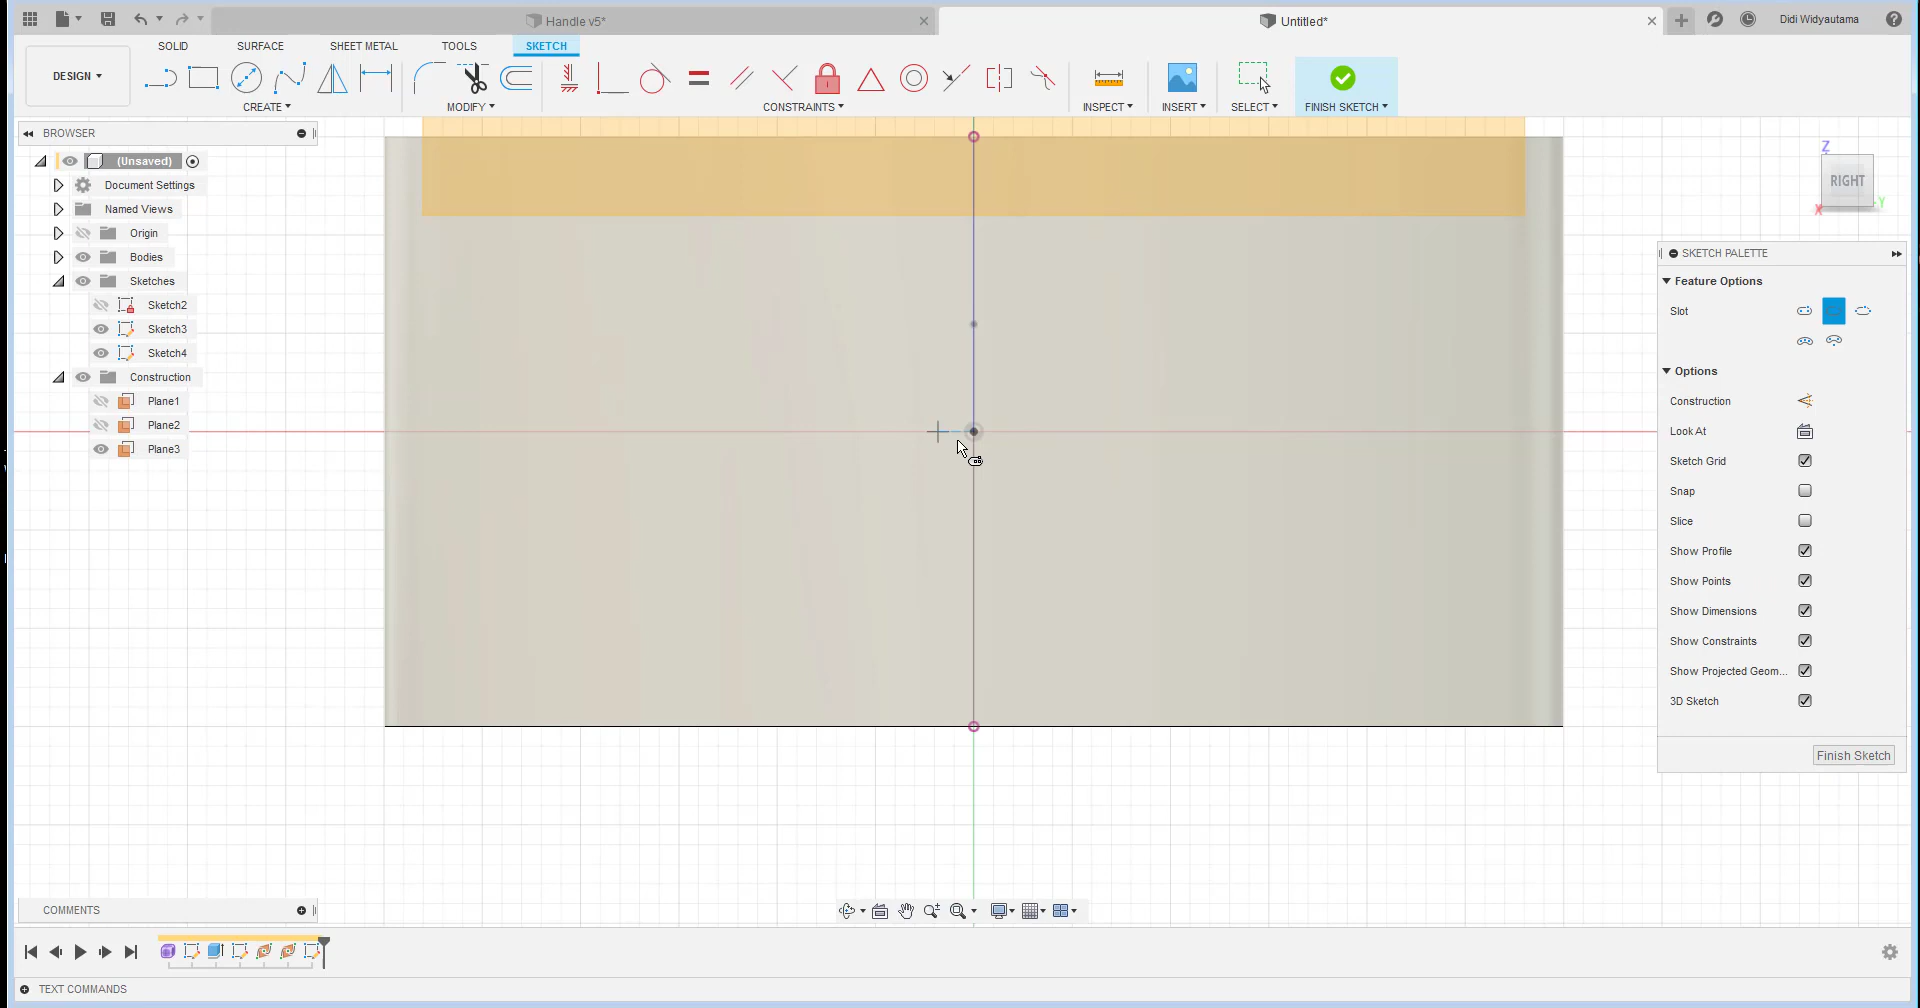 Handle v5*
Untitled*
Didi Widyautama
DESIGN
SOLID
SURFACE
SHEET METAL
TOOLS
SKETCH
CREATE
MODIFY
CONSTRAINTS
INSPECT
INSERT
SELECT
FINISH SKETCH
BROWSER
(Unsaved)
Document Settings
Named Views
Origin
Bodies
Sketches
Sketch2
Sketch3
Sketch4
Construction
Plane1
Plane2
Plane3
Z
RIGHT
X
Y
SKETCH PALETTE
Feature Options
Slot
Options
Construction
Look At
Sketch Grid
Snap
Slice
Show Profile
Show Points
Show Dimensions
Show Constraints
Show Projected Geom...
3D Sketch
Finish Sketch
COMMENTS
TEXT COMMANDS